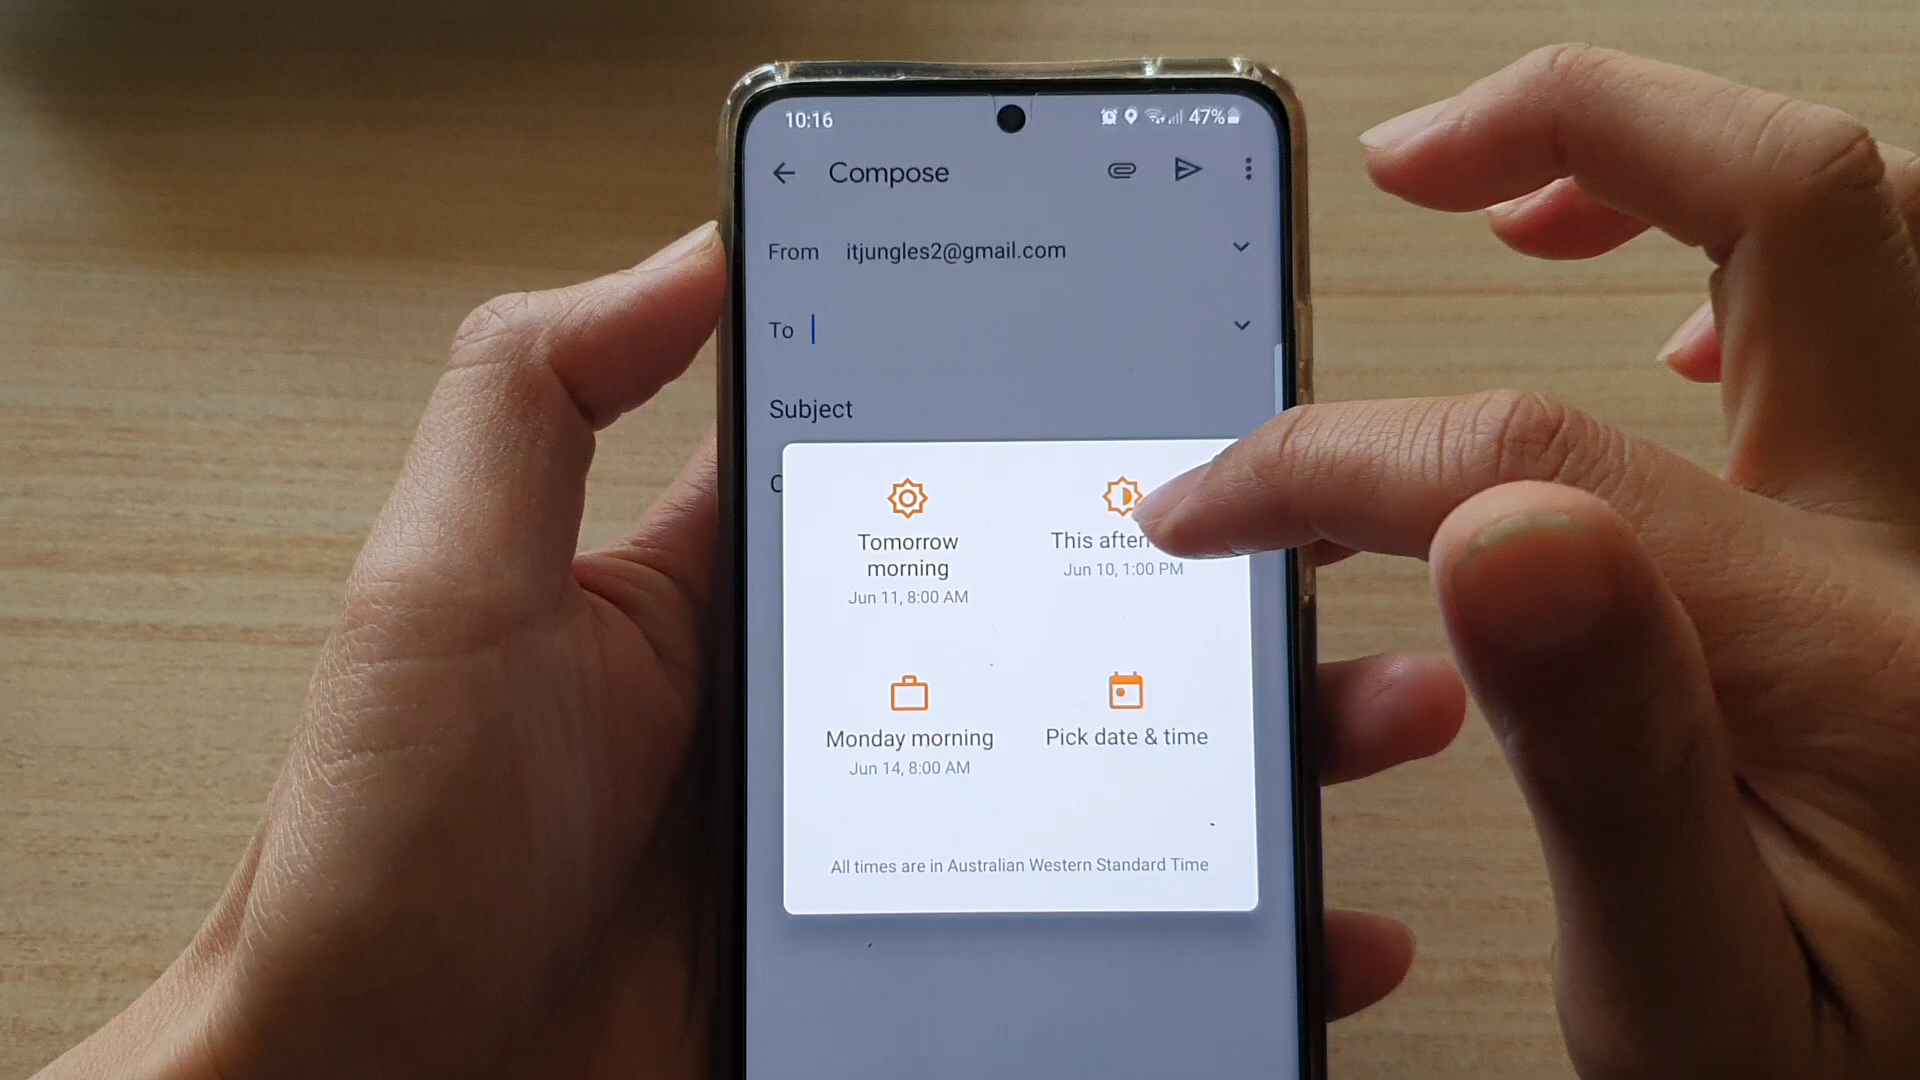 10:16 47%
Compose
From itjungles2@gmail.com
To
Subject
C
Tomorrow
morning
Jun 11, 8:00 AM
This
Jun 10, 1:00 PM
Monday morning
Jun 14, 8:00 AM
Pick date & time
All times are in Australian Western Standard Time